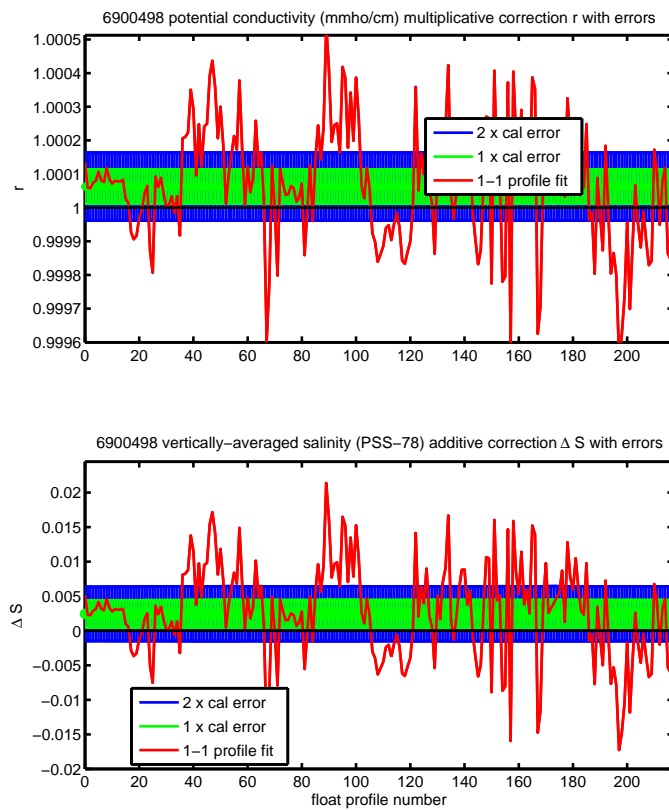 6900498 potential conductivity (mmho/cm) multiplicative correction r with errors
1.0005
1.0004
1.0003
1.0002
1.0001
1
0.9999
0.9998
0.9997
0.9996
r
2 x cal error
1 x cal error
1−1 profile fit
0 20 40 60 80 100 120 140 160 180 200
6900498 vertically−averaged salinity (PSS−78) additive correction Δ S with errors
0.02
0.015
0.01
0.005
0
−0.005
−0.01
−0.015
−0.02
Δ S
2 x cal error
1 x cal error
1−1 profile fit
0 20 40 60 80 100 120 140 160 180 200
float profile number